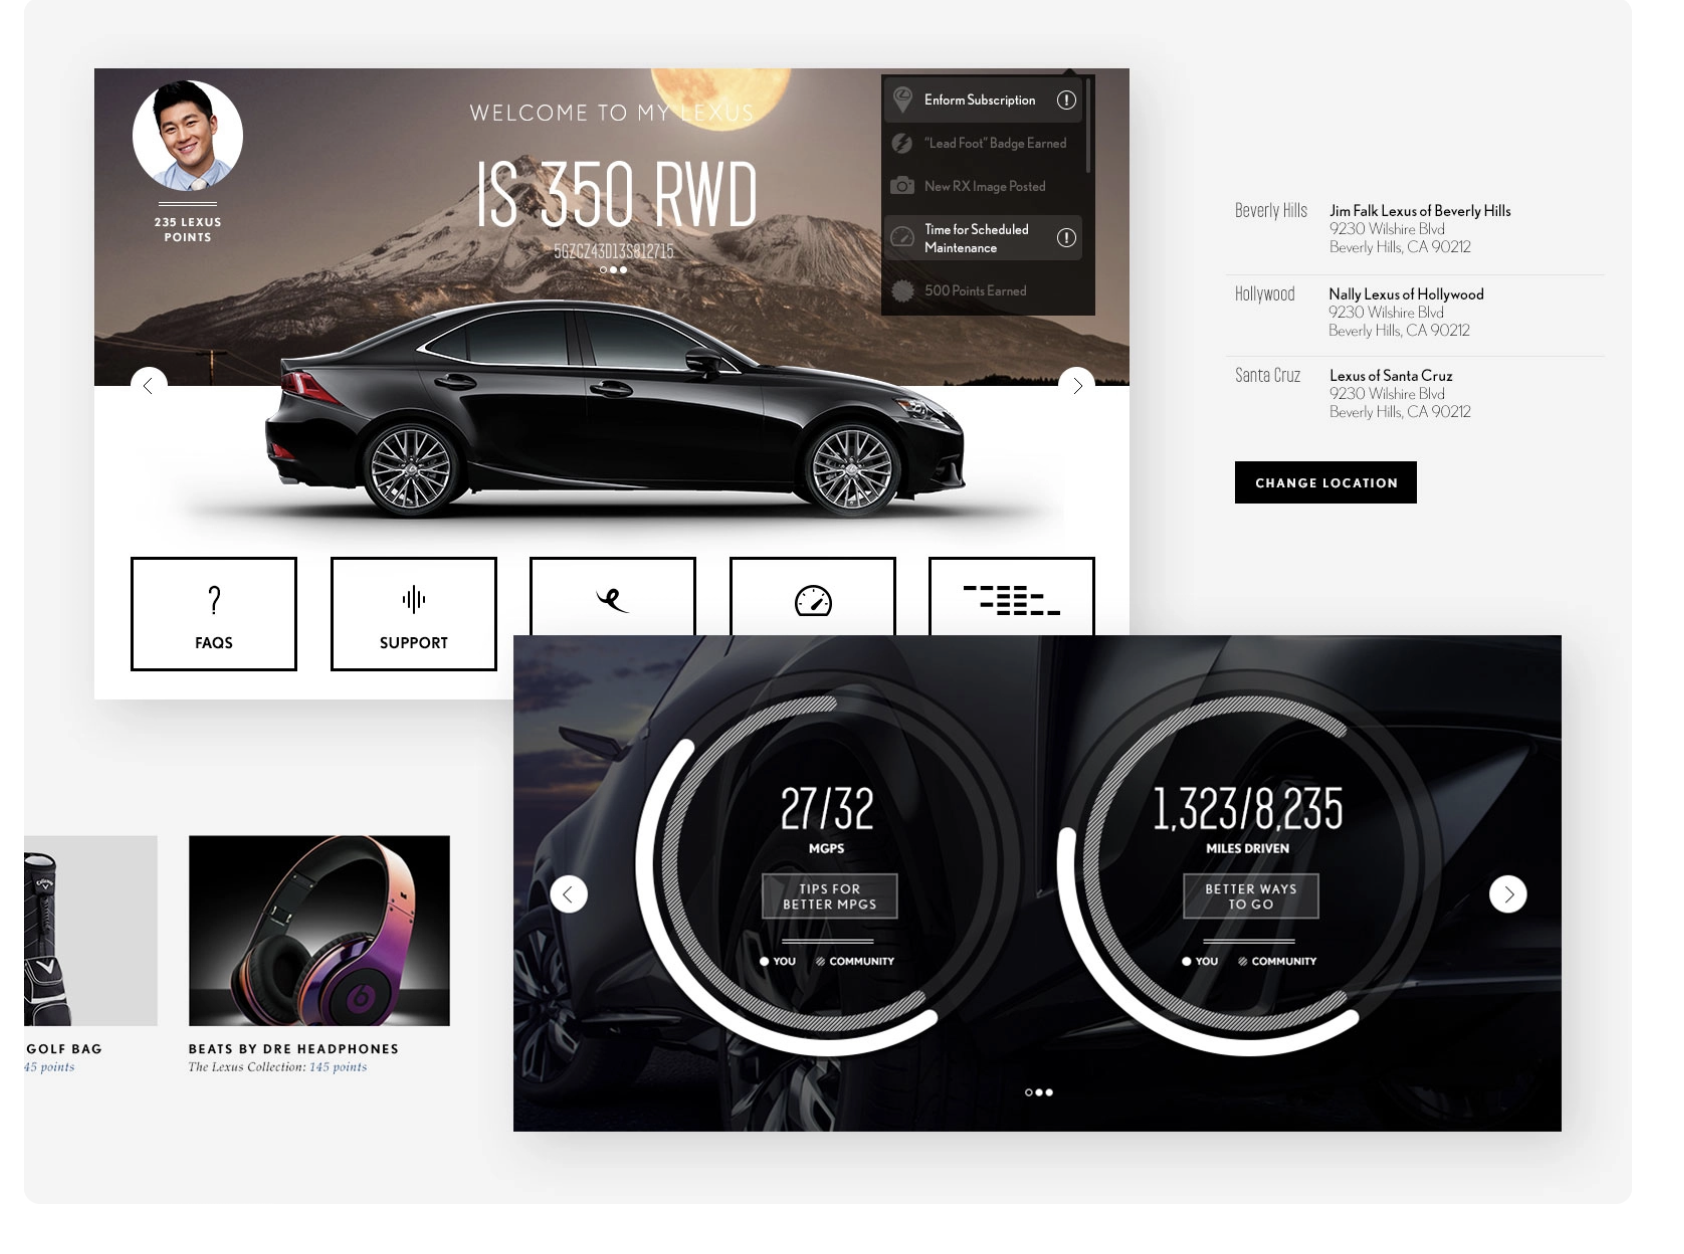 WELCOME TO MY LEXUS
IS 350 RWD
5GZCZ43D13S812715
235 LEXUS
POINTS
Enform Subscription
"Lead Foot" Badge Earned
New RX Image Posted
Time for Scheduled
Maintenance
500 Points Earned
FAQS
SUPPORT
Beverly Hills
Jim Falk Lexus of Beverly Hills
9230 Wilshire Blvd
Beverly Hills, CA 90212
Hollywood
Nally Lexus of Hollywood
9230 Wilshire Blvd
Beverly Hills, CA 90212
Santa Cruz
Lexus of Santa Cruz
9230 Wilshire Blvd
Beverly Hills, CA 90212
CHANGE LOCATION
27/32
MGPS
TIPS FOR
BETTER MPGS
YOU COMMUNITY
1,323/8,235
MILES DRIVEN
BETTER WAYS
TO GO
YOU COMMUNITY
GOLF BAG
45 points
BEATS BY DRE HEADPHONES
The Lexus Collection: 145 points